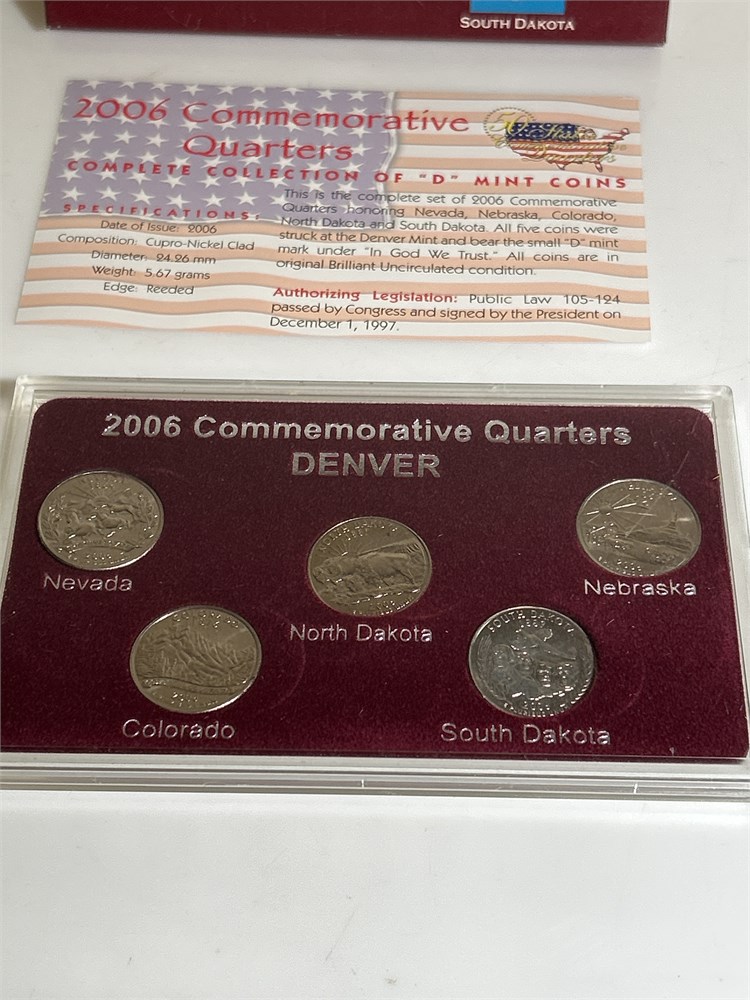 SOUTH DAKOTA
2006 Commemorative
Quarters
COMPLETE COLLECTION OF "D" MINT COINS
SPECIFICATIONS:
Date of Issue: 2006
Composition: Cupro-Nickel Clad
Diameter: 24.26 mm
Weight: 5.67 grams
Edge: Reeded
This is the complete set of 2006 Commemorative
Quarters honoring Nevada, Nebraska, Colorado,
North Dakota and South Dakota. All five coins were
struck at the Denver Mint and bear the small "D" mint
mark under "In God We Trust." All coins are in
original Brilliant Uncirculated condition.
Authorizing Legislation: Public Law 105-124
passed by Congress and signed by the President on
December 1, 1997.
2006 Commemorative Quarters
DENVER
Nevada
Nebraska
North Dakota
Colorado
SOUTH DAKOTA
1889
South Dakota